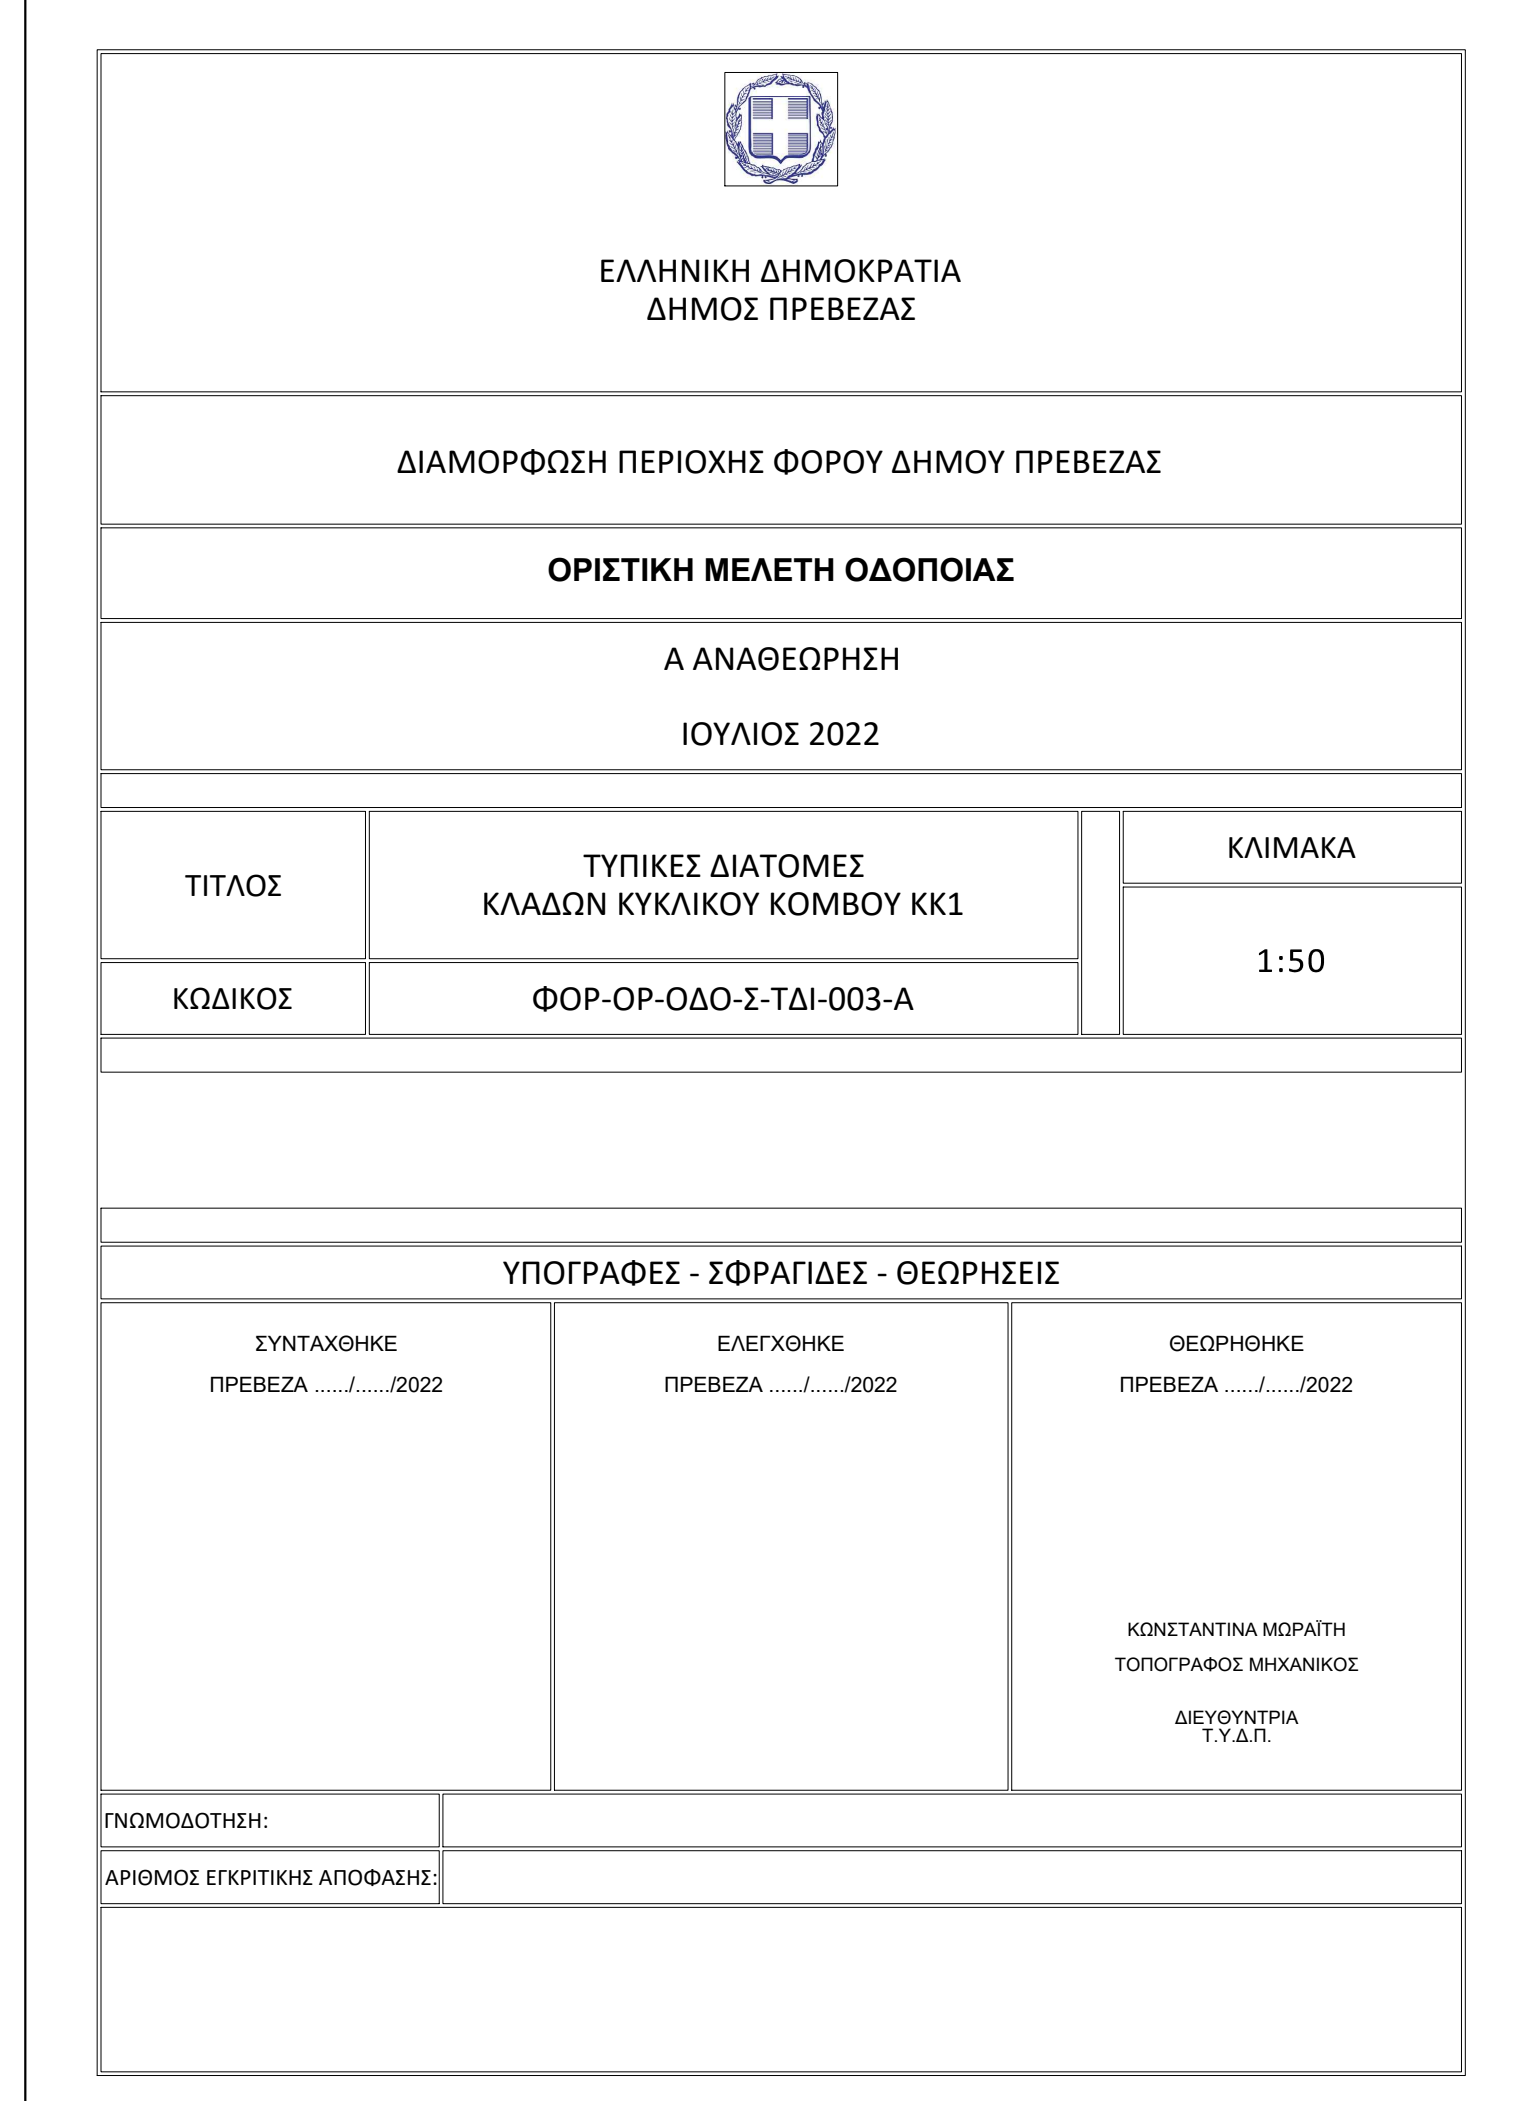 ΕΛΛΗΝΙΚΗ ΔΗΜΟΚΡΑΤΙΑ
ΔΗΜΟΣ ΠΡΕΒΕΖΑΣ
ΔΙΑΜΟΡΦΩΣΗ ΠΕΡΙΟΧΗΣ ΦΟΡΟΥ ΔΗΜΟΥ ΠΡΕΒΕΖΑΣ
ΟΡΙΣΤΙΚΗ ΜΕΛΕΤΗ ΟΔΟΠΟΙΑΣ
Α ΑΝΑΘΕΩΡΗΣΗ
ΙΟΥΛΙΟΣ 2022
ΤΙΤΛΟΣ
ΤΥΠΙΚΕΣ ΔΙΑΤΟΜΕΣ
ΚΛΑΔΩΝ ΚΥΚΛΙΚΟΥ ΚΟΜΒΟΥ ΚΚ1
ΚΛΙΜΑΚΑ
1:50
ΚΩΔΙΚΟΣ
ΦΟΡ-ΟΡ-ΟΔΟ-Σ-ΤΔΙ-003-Α
ΥΠΟΓΡΑΦΕΣ - ΣΦΡΑΓΙΔΕΣ - ΘΕΩΡΗΣΕΙΣ
ΣΥΝΤΑΧΘΗΚΕ
ΠΡΕΒΕΖΑ ....../....../2022
ΕΛΕΓΧΘΗΚΕ
ΠΡΕΒΕΖΑ ....../....../2022
ΘΕΩΡΗΘΗΚΕ
ΠΡΕΒΕΖΑ ....../....../2022
ΚΩΝΣΤΑΝΤΙΝΑ ΜΩΡΑΪΤΗ
ΤΟΠΟΓΡΑΦΟΣ ΜΗΧΑΝΙΚΟΣ
ΔΙΕΥΘΥΝΤΡΙΑ
Τ.Υ.Δ.Π.
ΓΝΩΜΟΔΟΤΗΣΗ:
ΑΡΙΘΜΟΣ ΕΓΚΡΙΤΙΚΗΣ ΑΠΟΦΑΣΗΣ: